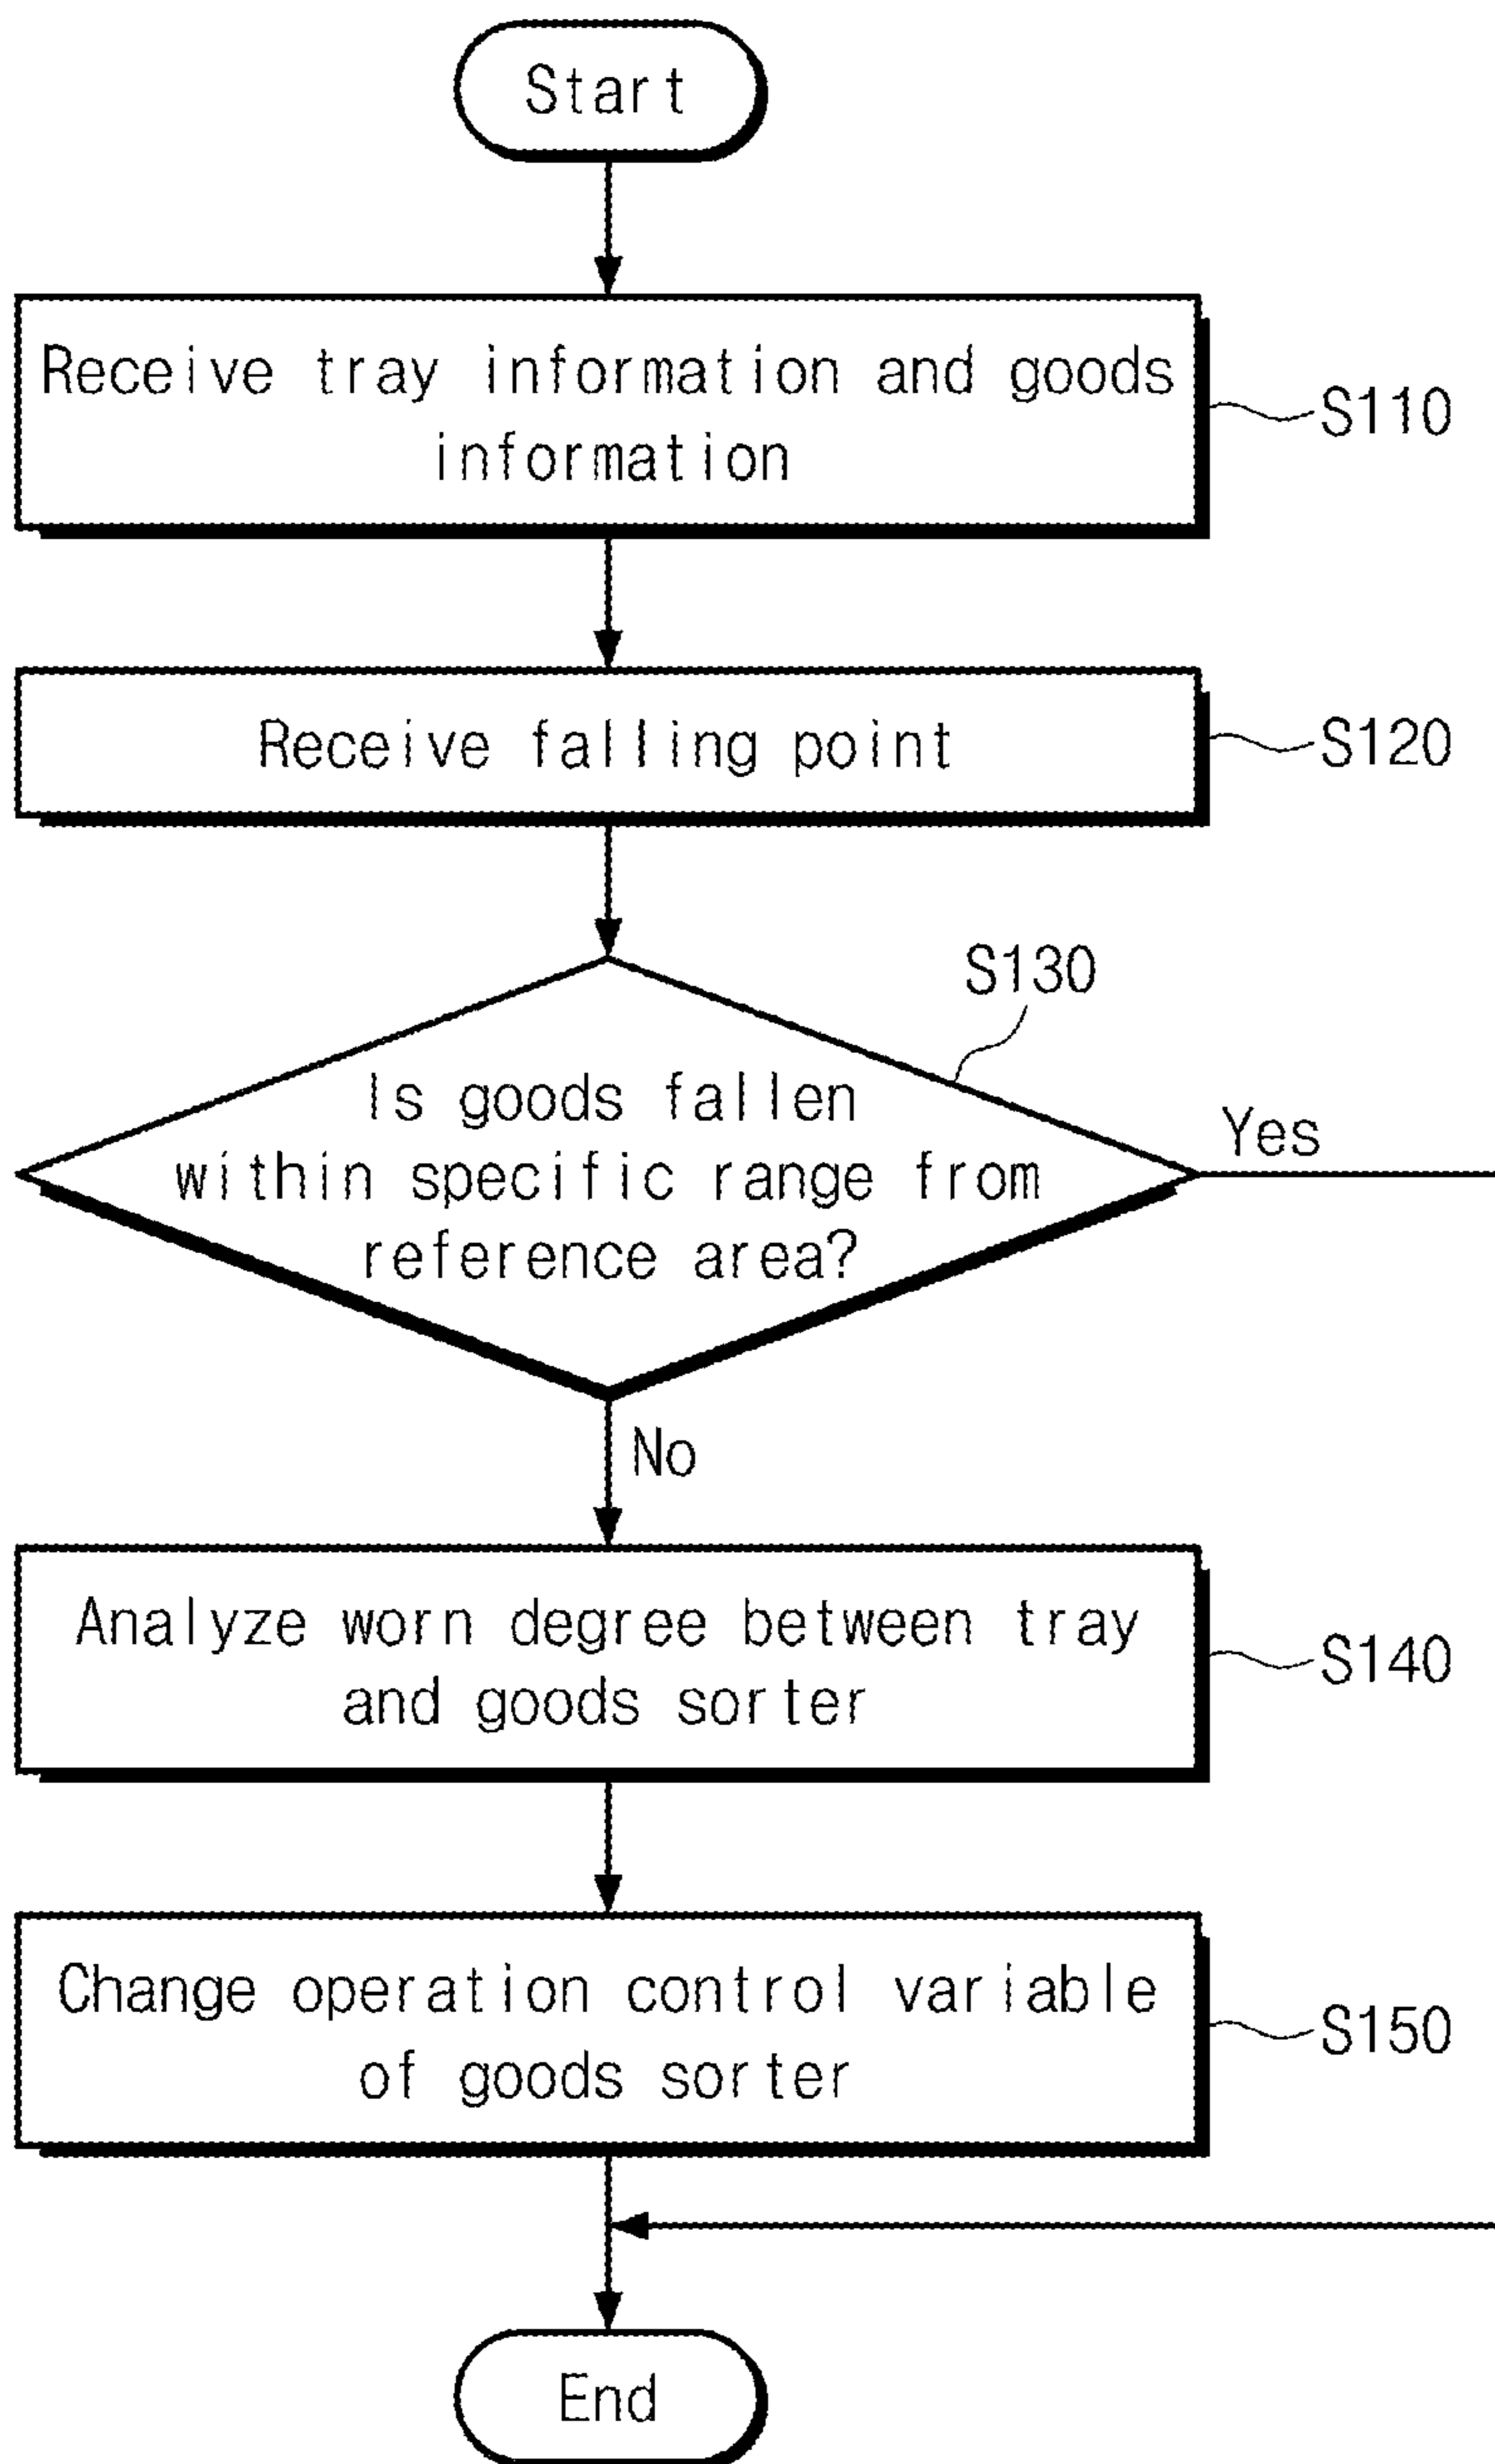 Start
Receive tray information and goods
information
S110
Receive falling point
S120
S130
Is goods fallen
within specific range from
reference area?
Yes
No
Analyze worn degree between tray
and goods sorter
S140
Change operation control variable
of goods sorter
S150
End